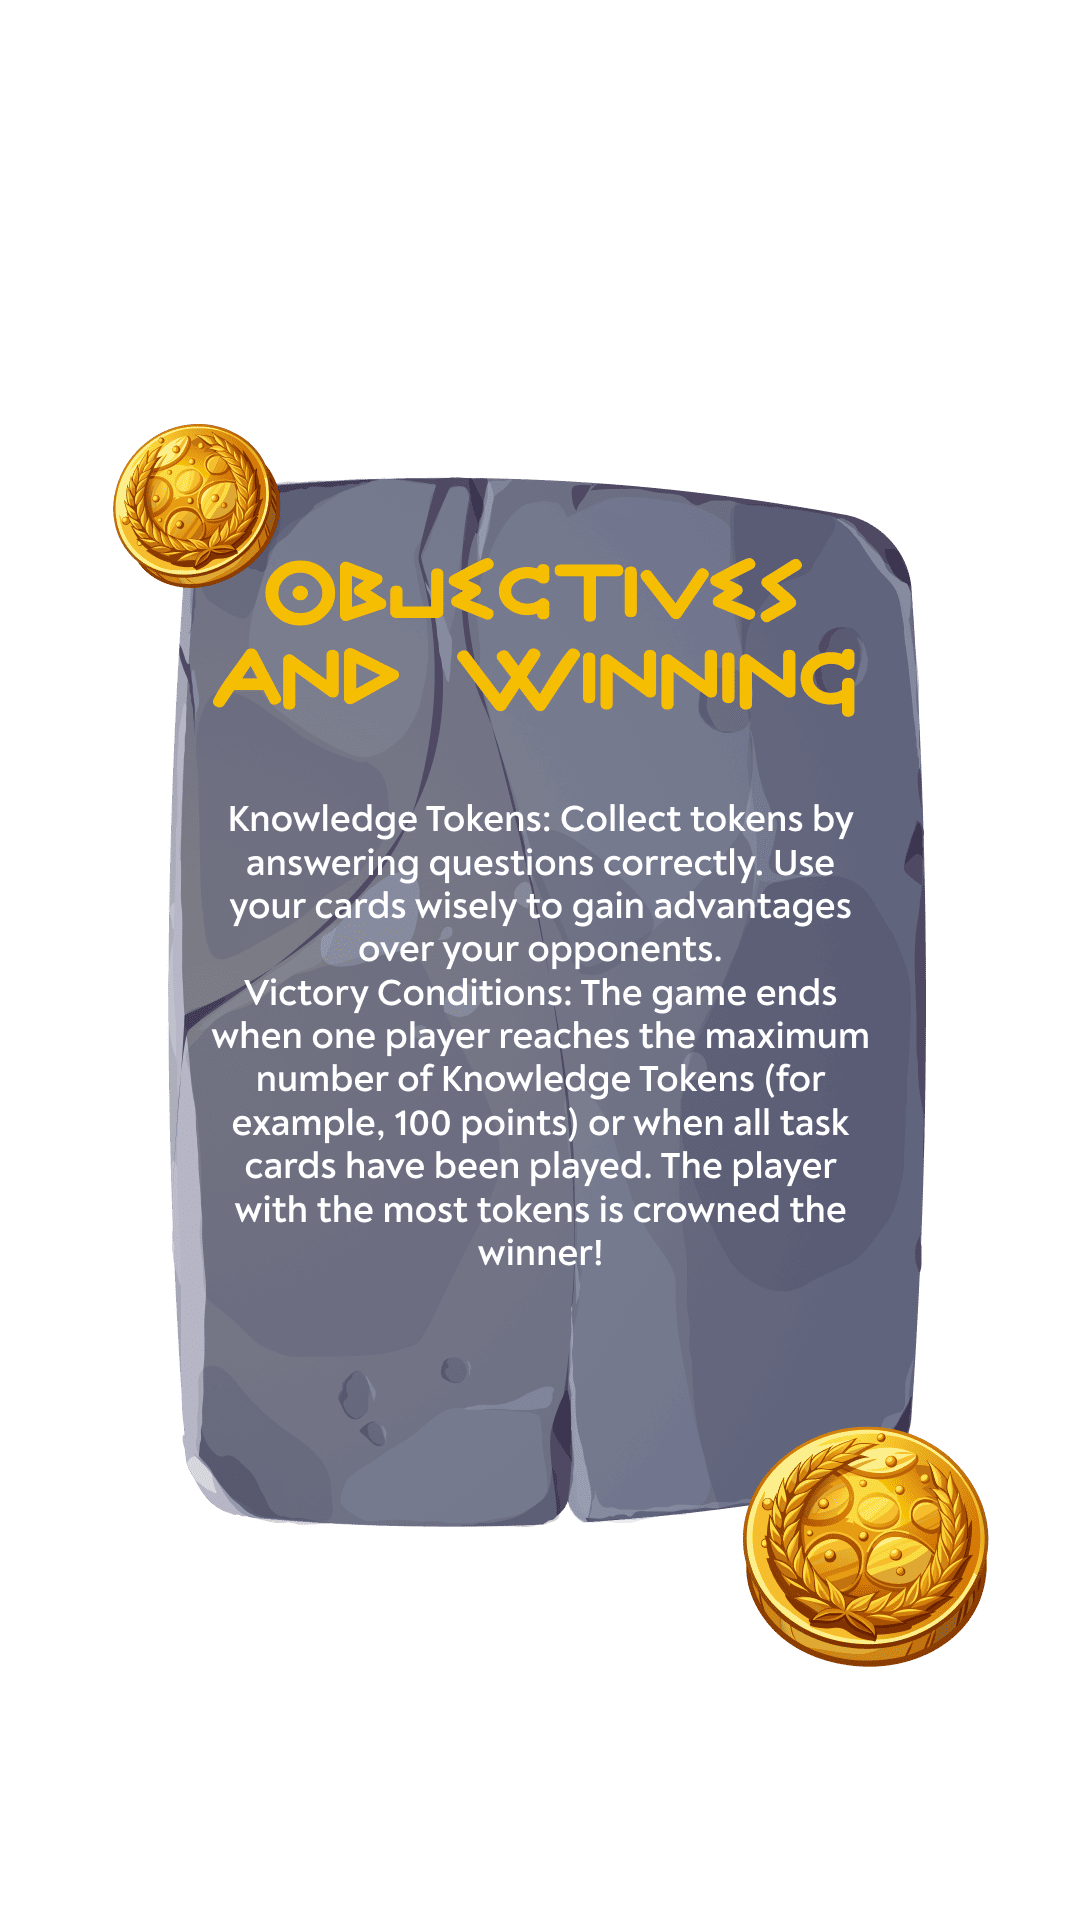 OBJECTIVES
AND WINNING
Knowledge Tokens: Collect tokens by
answering questions correctly. Use
your cards wisely to gain advantages
over your opponents.
Victory Conditions: The game ends
when one player reaches the maximum
number of Knowledge Tokens (for
example, 100 points) or when all task
cards have been played. The player
with the most tokens is crowned the
winner!